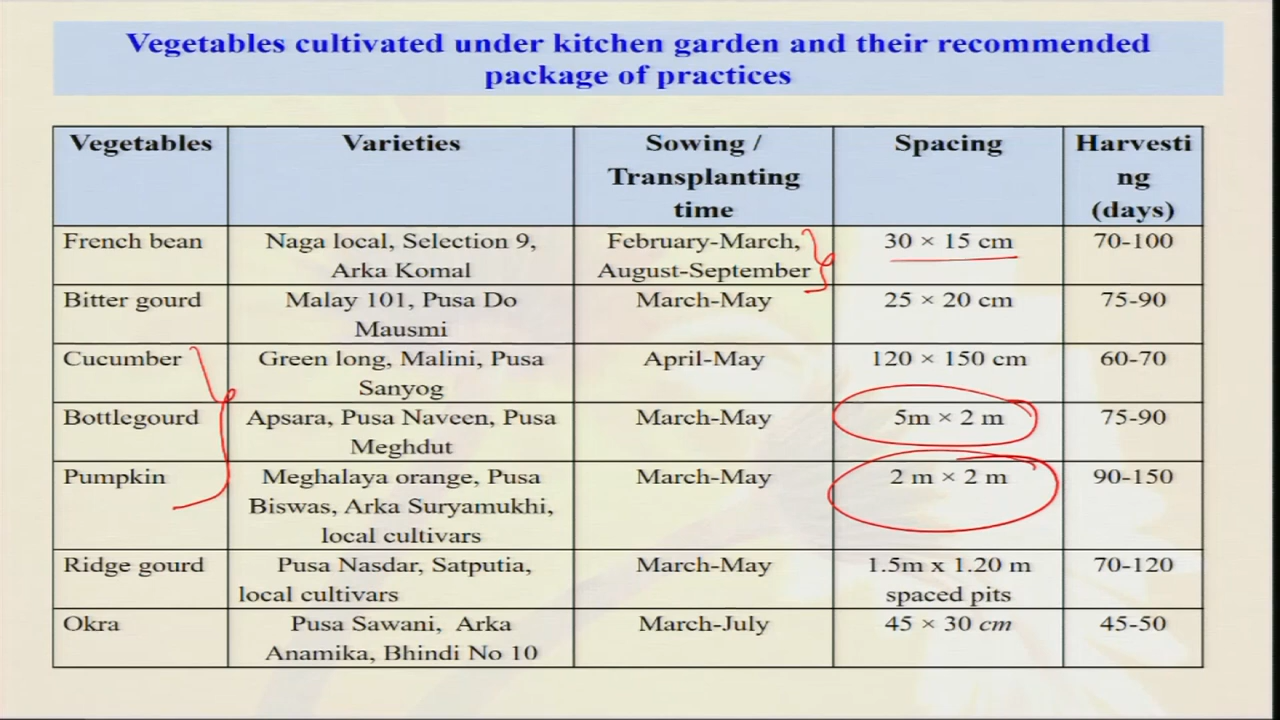 Vegetables cultivated under kitchen garden and their recommended
package of practices
Vegetables Varieties Sowing / Spacing Harvesti
Transplanting ng
time (days)
French bean Naga local, Selection 9, February-March, 30 × 15 cm 70-100
Arka Komal August-September
Bitter gourd Malay 101, Pusa Do March-May 25 × 20 cm 75-90
Mausmi
Cucumber Green long, Malini, Pusa April-May 120 × 150 cm 60-70
Sanyog
Bottlegourd Apsara, Pusa Naveen, Pusa March-May 5m × 2 m 75-90
Meghdut
Pumpkin Meghalaya orange, Pusa March-May 2 m × 2 m 90-150
Biswas, Arka Suryamukhi,
local cultivars
Ridge gourd Pusa Nasdar, Satputia, March-May 1.5m x 1.20 m 70-120
local cultivars spaced pits
Okra Pusa Sawani, Arka March-July 45 × 30 cm 45-50
Anamika, Bhindi No 10